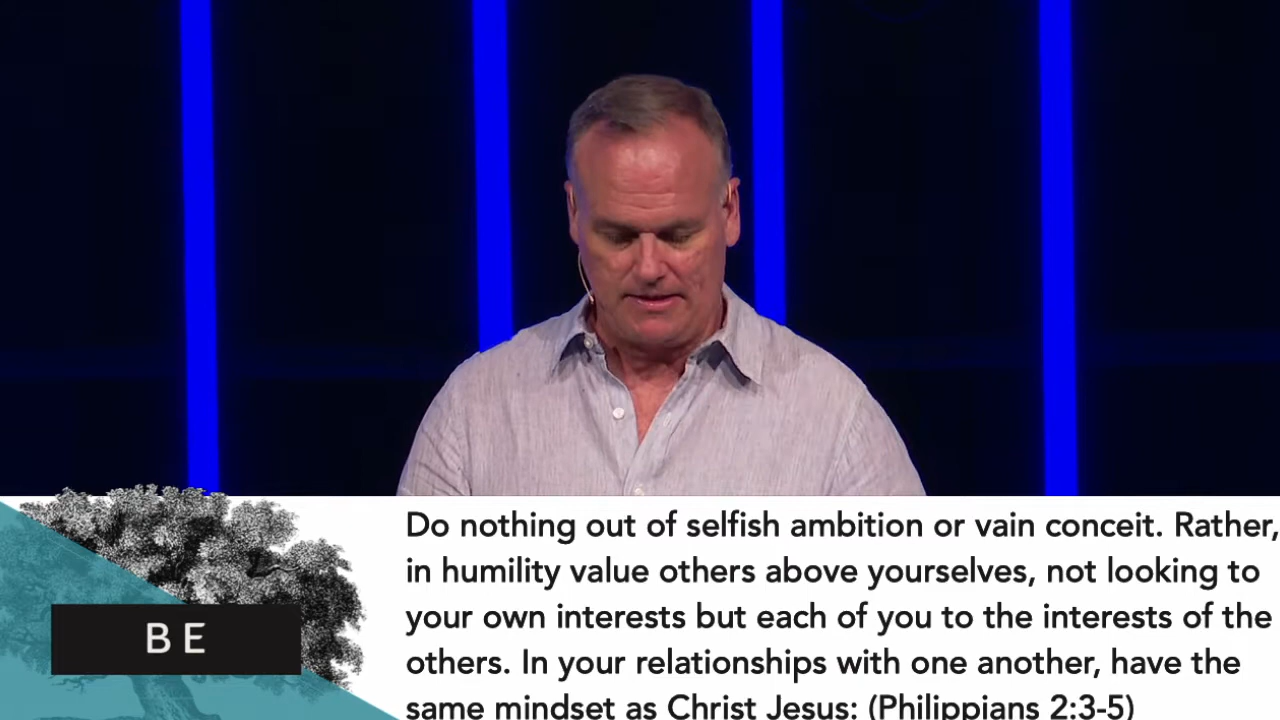 Do nothing out of selfish ambition or vain conceit. Rather,
in humility value others above yourselves, not looking to
your own interests but each of you to the interests of the
others. In your relationships with one another, have the
same mindset as Christ Jesus: (Philippians 2:3-5)
BE